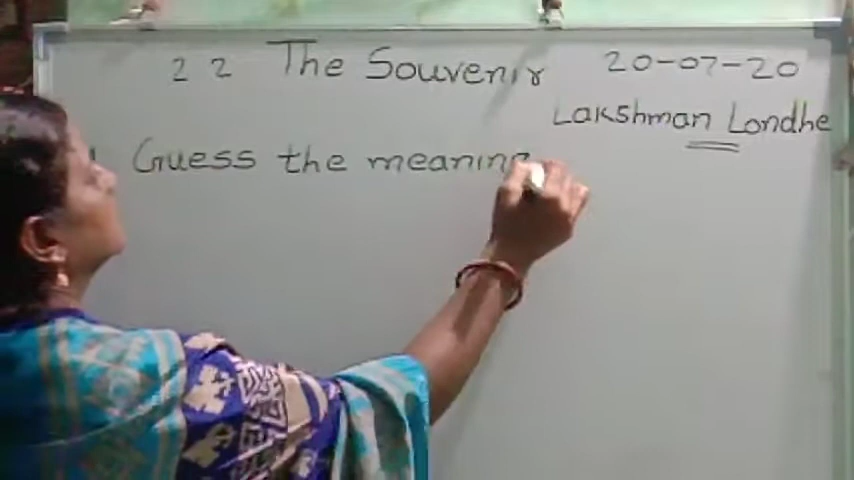 2 2 The Souvenir 20-07-20
Lakshman Londhe
Guess the meaning